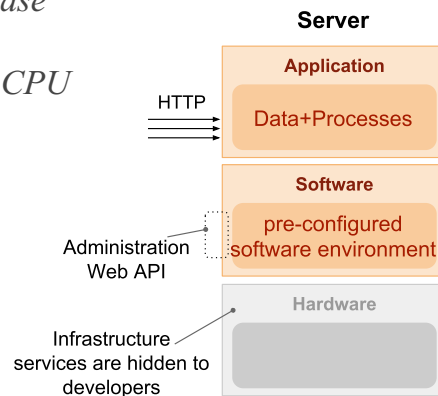 ase
CPU
Server
Application
HTTP
Data+Processes
Software
pre-configured
software environment
Administration
Web API
Hardware
Infrastructure
services are hidden to
developers